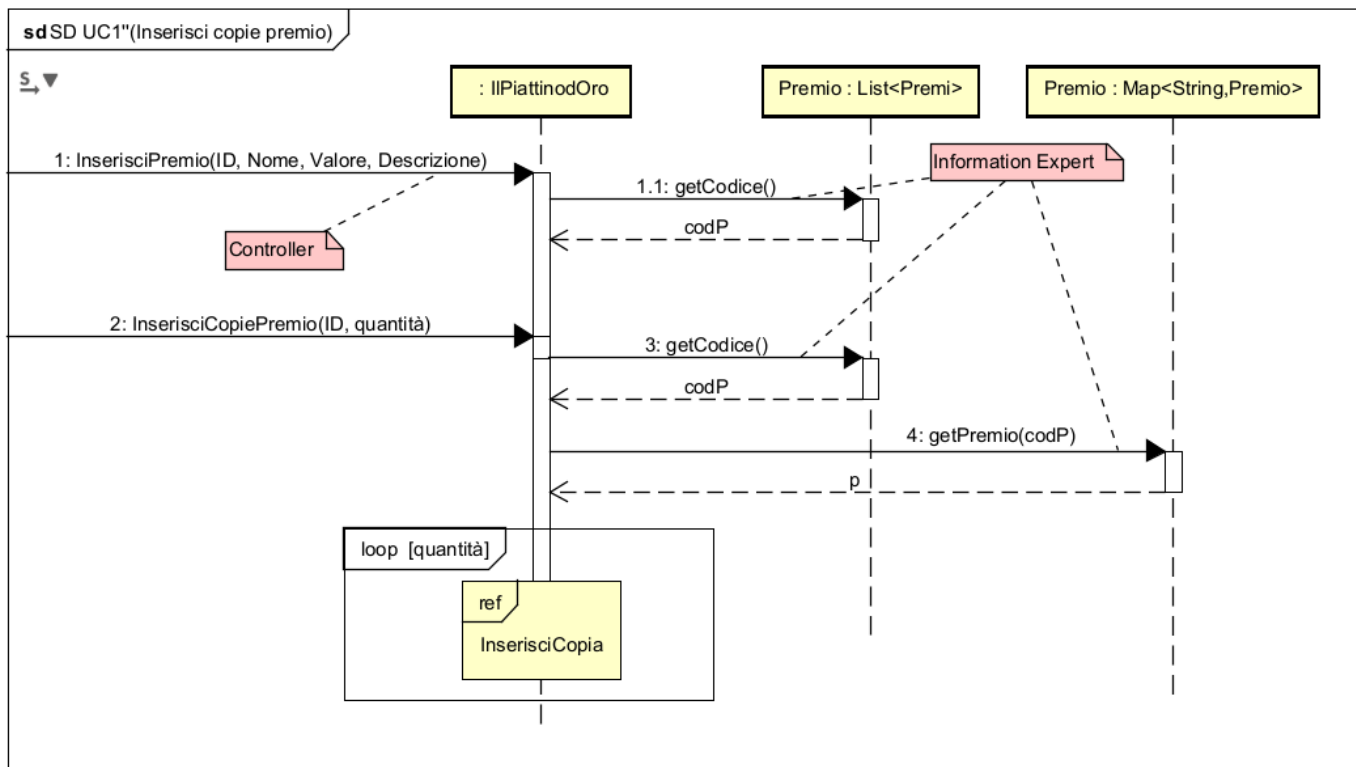 sd SD UC1"(Inserisci copie premio)
S
: IlPiattinodOro
Premio : List<Premi>
Premio : Map<String,Premio>
1: InserisciPremio(ID, Nome, Valore, Descrizione)
Information Expert
1.1: getCodice()
codP
Controller
2: InserisciCopiePremio(ID, quantità)
3: getCodice()
codP
4: getPremio(codP)
p
loop [quantità]
ref
InserisciCopia